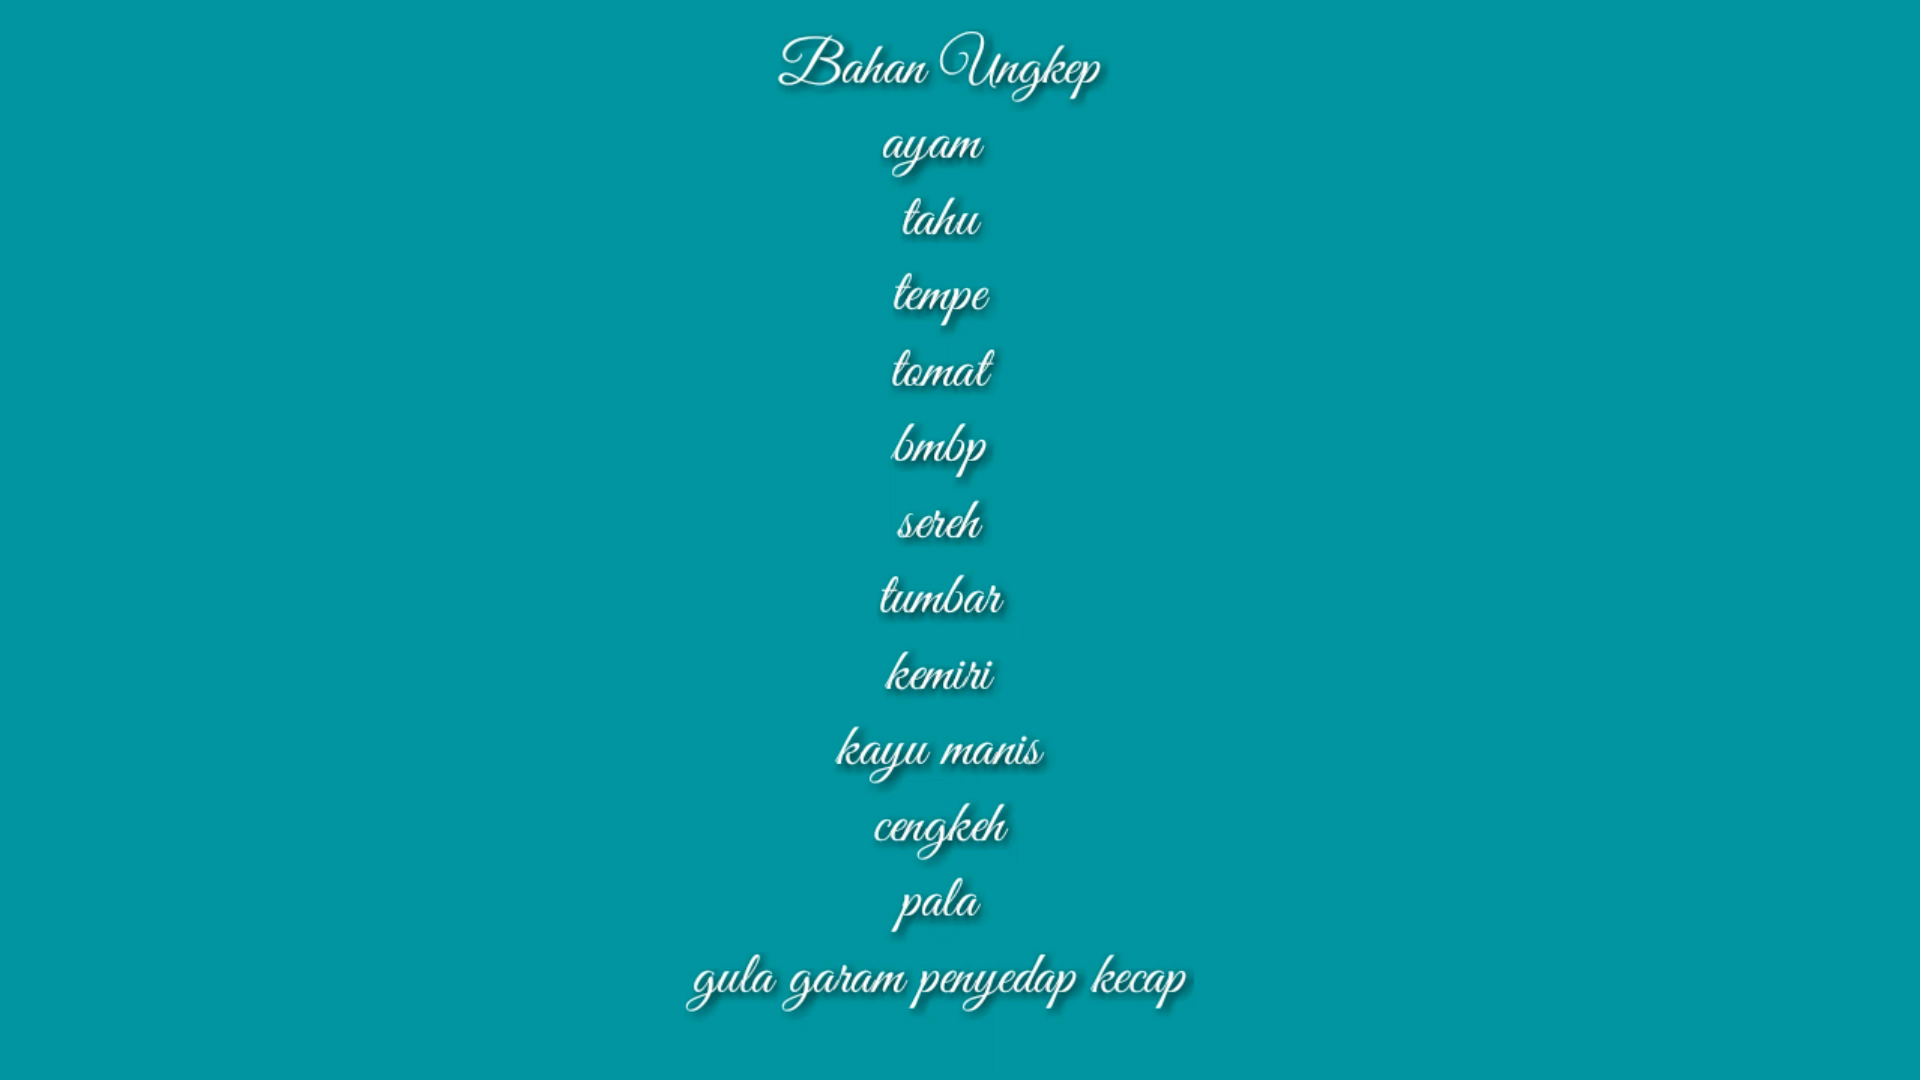 Bahan Ungkep
ayam
tahu
tempe
tomat
bmbp
sereh
tumbar
kemiri
kayu manis
cengkeh
pala
gula garam penyedap kecap